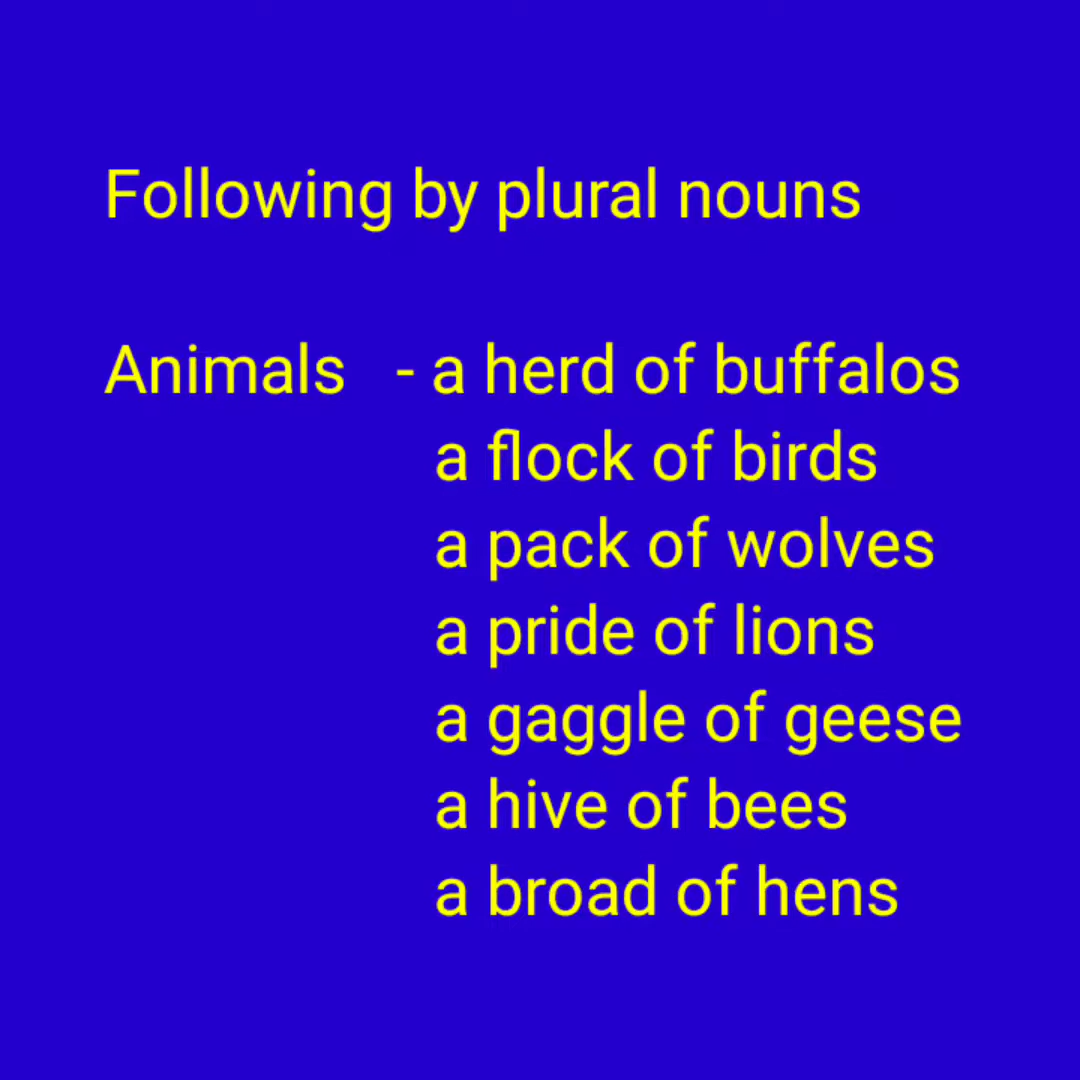 Following by plural nouns
Animals - a herd of buffalos
a flock of birds
a pack of wolves
a pride of lions
a gaggle of geese
a hive of bees
a broad of hens